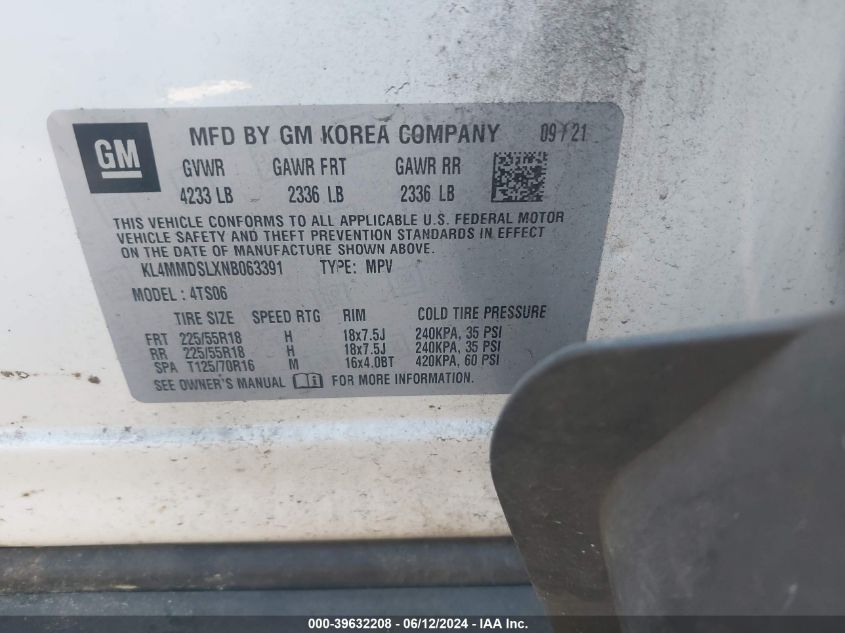 GM
MFD BY GM KOREA COMPANY 09/21
GVWR GAWR FRT GAWR RR
4233 LB 2336 LB 2336 LB
THIS VEHICLE CONFORMS TO ALL APPLICABLE U.S. FEDERAL MOTOR
VEHICLE SAFETY AND THEFT PREVENTION STANDARDS IN EFFECT
ON THE DATE OF MANUFACTURE SHOWN ABOVE.
KL4MMDSLXNB063391 TYPE: MPV
MODEL: 4TS06
TIRE SIZE SPEED RTG RIM COLD TIRE PRESSURE
FRT 225/55R18 H 18x7.5J 240KPA, 35 PSI
RR 225/55R18 H 18x7.5J 240KPA, 35 PSI
SPA T125/70R16 M 16x4.0BT 420KPA, 60 PSI
SEE OWNER'S MANUAL FOR MORE INFORMATION.
000-39632208 - 06/12/2024 - IAA Inc.